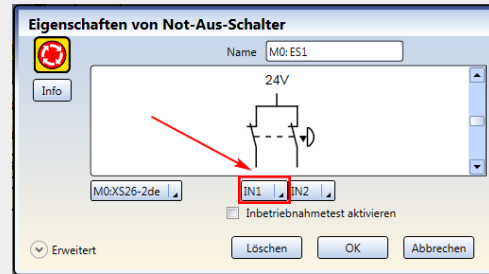 Eigenschaften von Not-Aus-Schalter
Name M0:ES1
Info
24V
M0:XS26-2de IN1 IN2
Inbetriebnahmetest aktivieren
Erweitert Löschen OK Abbrechen